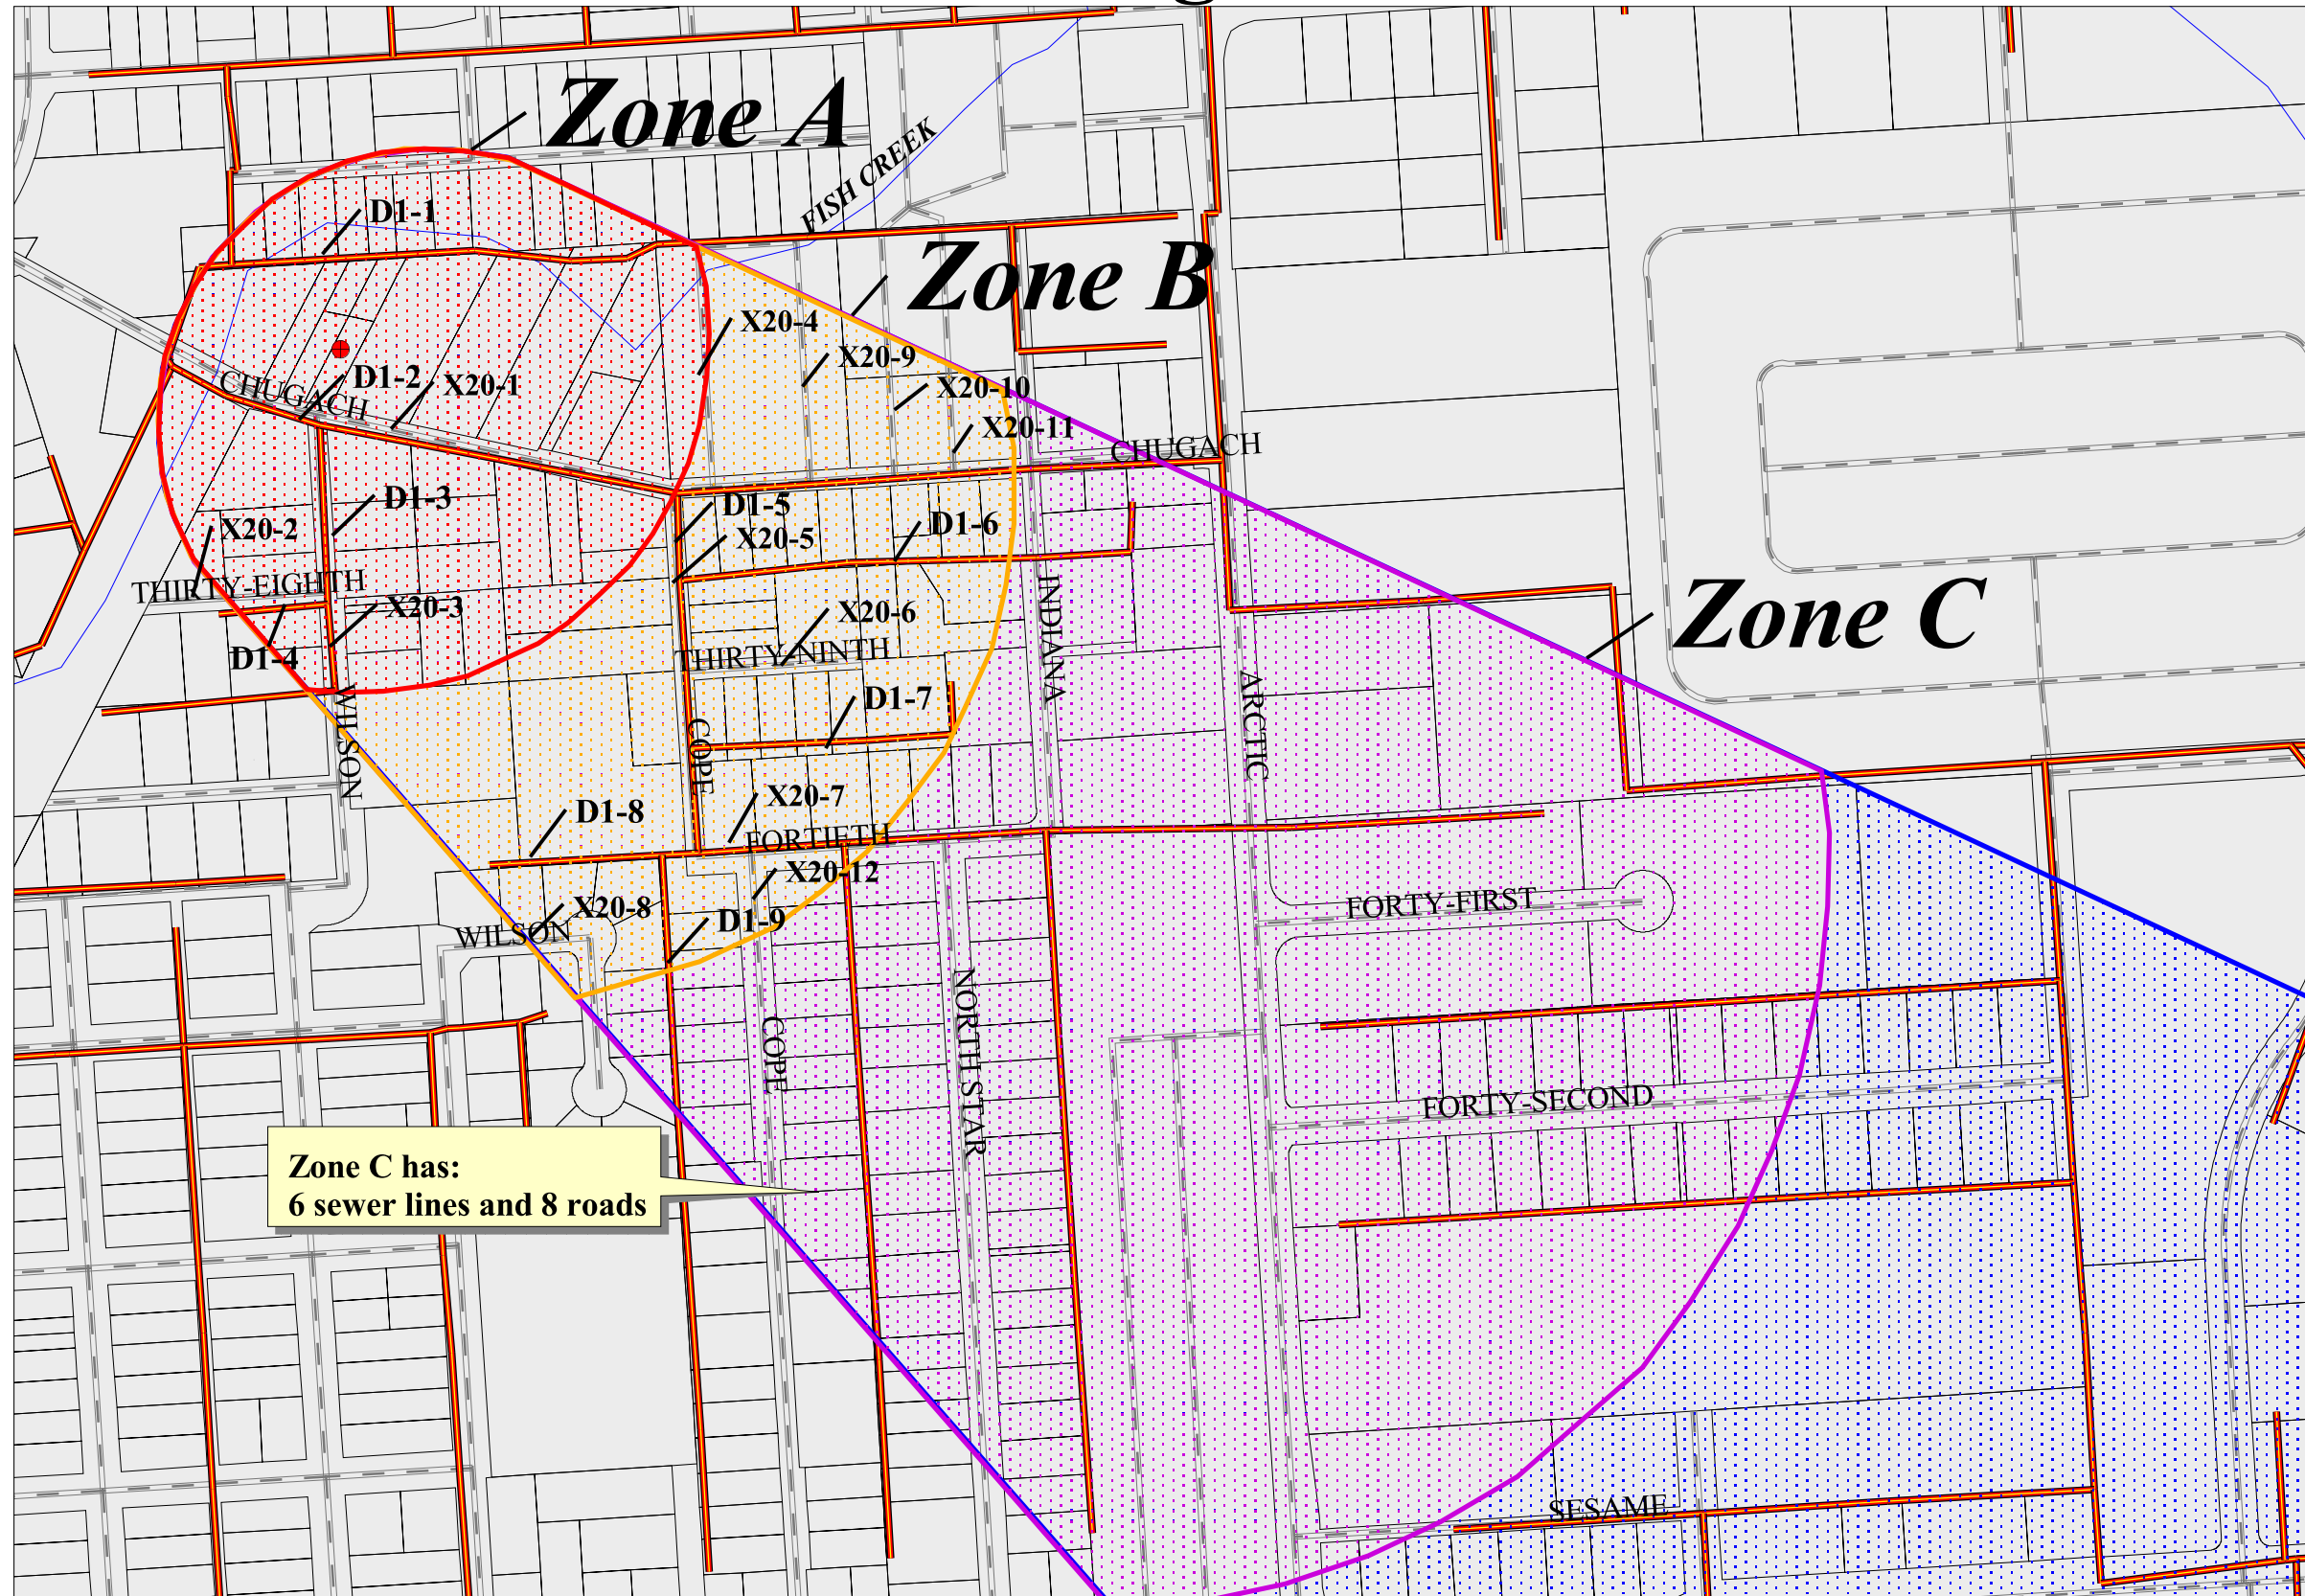 Zone A
FISH CREEK
D1-1
Zone B
X20-4
X20-9
D1-2
X20-1
X20-10
CHUGACH
X20-11
CHUGACH
D1-3
D1-5
X20-2
D1-6
X20-5
THIRTY-EIGHTH
INDIANA
X20-3
X20-6
Zone C
D1-4
THIRTY-NINTH
WILSON
D1-7
COPE
ARCTIC
X20-7
D1-8
FORTIETH
X20-12
X20-8
D1-9
FORTY-FIRST
WILSON
COPE
NORTH STAR
FORTY-SECOND
Zone C has:
6 sewer lines and 8 roads
SESAME